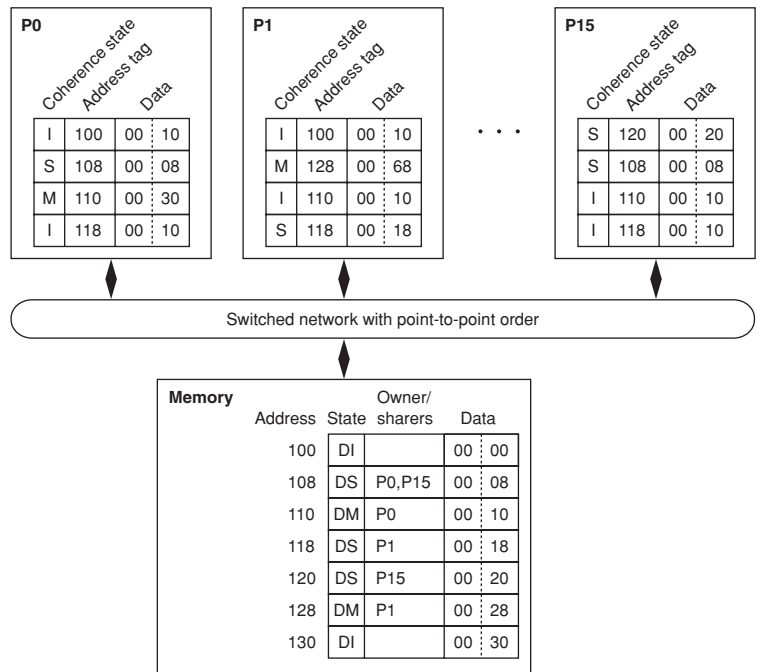 P0
Coherence state
Address tag
Data
I 100 00 10
S 108 00 08
M 110 00 30
I 118 00 10
P1
Coherence state
Address tag
Data
I 100 00 10
M 128 00 68
I 110 00 10
S 118 00 18
. . .
P15
Coherence state
Address tag
Data
S 120 00 20
S 108 00 08
I 110 00 10
I 118 00 10
Switched network with point-to-point order
Memory
Owner/
Address State sharers Data
100 DI 00 00
108 DS P0,P15 00 08
110 DM P0 00 10
118 DS P1 00 18
120 DS P15 00 20
128 DM P1 00 28
130 DI 00 30